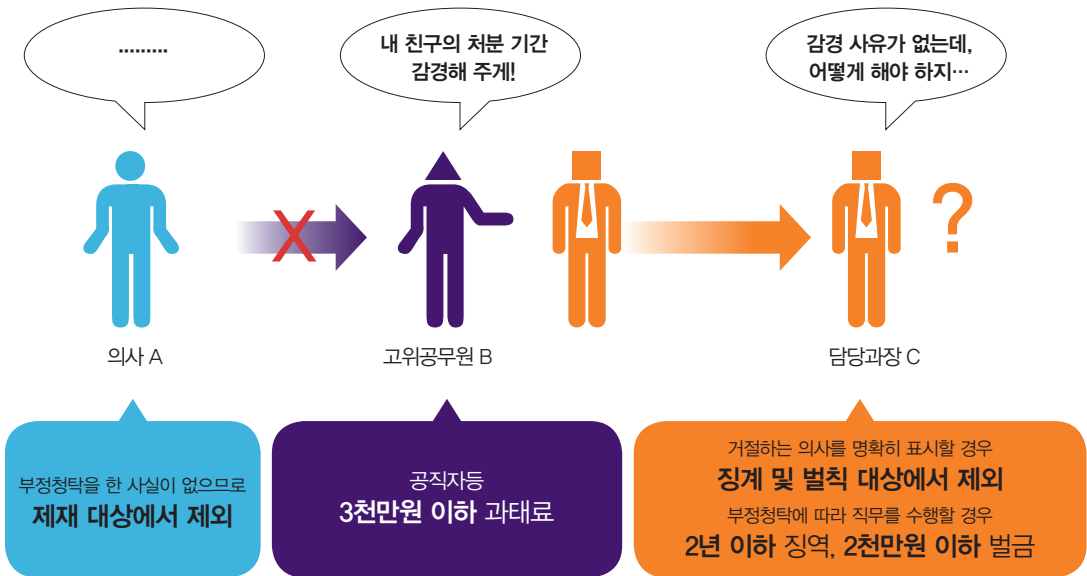 ………
내 친구의 처분 기간
감경해 주게!
감경 사유가 없는데,
어떻게 해야 하지…
X
?
의사 A
고위공무원 B
담당과장 C
부정청탁을 한 사실이 없으므로
제재 대상에서 제외
공직자등
3천만원 이하 과태료
거절하는 의사를 명확히 표시할 경우
징계 및 벌칙 대상에서 제외
부정청탁에 따라 직무를 수행할 경우
2년 이하 징역, 2천만원 이하 벌금